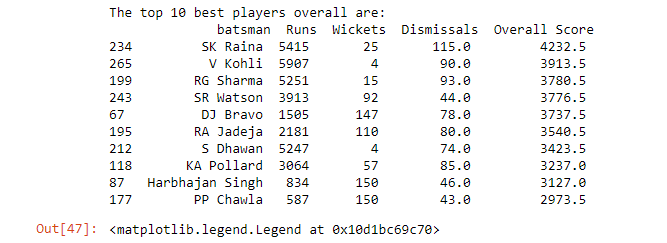 The top 10 best players overall are:
batsman Runs Wickets Dismissals Overall Score
234 SK Raina 5415 25 115.0 4232.5
265 V Kohli 5907 4 90.0 3913.5
199 RG Sharma 5251 15 93.0 3780.5
243 SR Watson 3913 92 44.0 3776.5
67 DJ Bravo 1505 147 78.0 3737.5
195 RA Jadeja 2181 110 80.0 3540.5
212 S Dhawan 5247 4 74.0 3423.5
118 KA Pollard 3064 57 85.0 3237.0
87 Harbhajan Singh 834 150 46.0 3127.0
177 PP Chawla 587 150 43.0 2973.5
Out[47]: <matplotlib.legend.Legend at 0x10d1bc69c70>